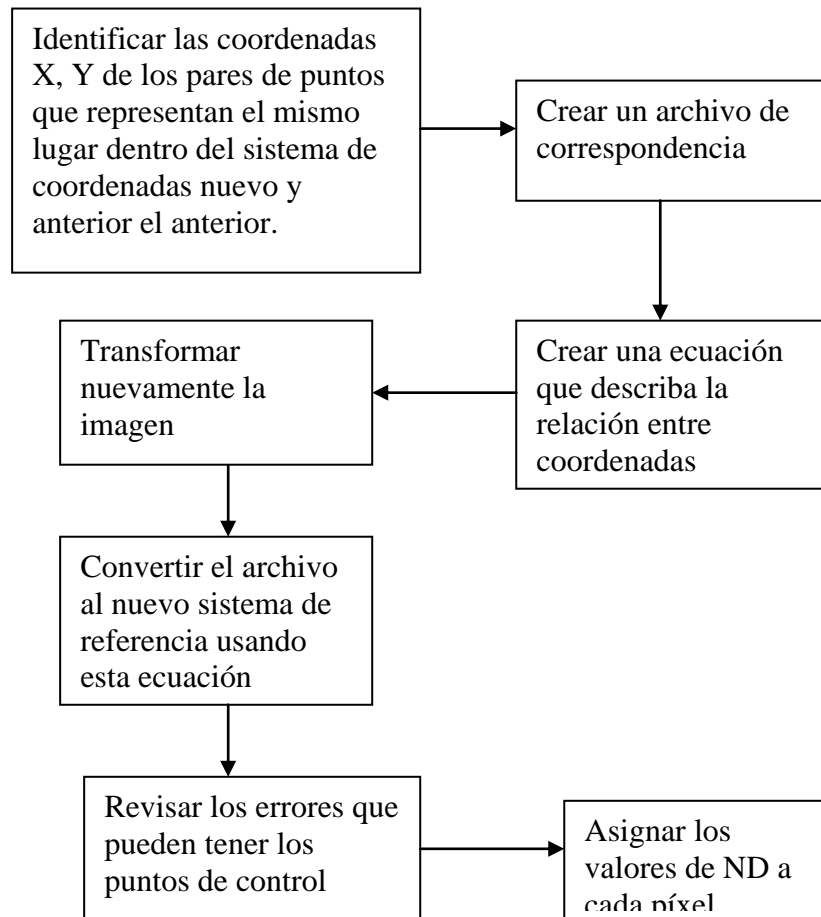 Identificar las coordenadas
X, Y de los pares de puntos
que representan el mismo
lugar dentro del sistema de
coordenadas nuevo y
anterior el anterior.
Crear un archivo de
correspondencia
Crear una ecuación
que describa la
relación entre
coordenadas
Transformar
nuevamente la
imagen
Convertir el archivo
al nuevo sistema de
referencia usando
esta ecuación
Revisar los errores que
pueden tener los
puntos de control
Asignar los
valores de ND a
cada píxel